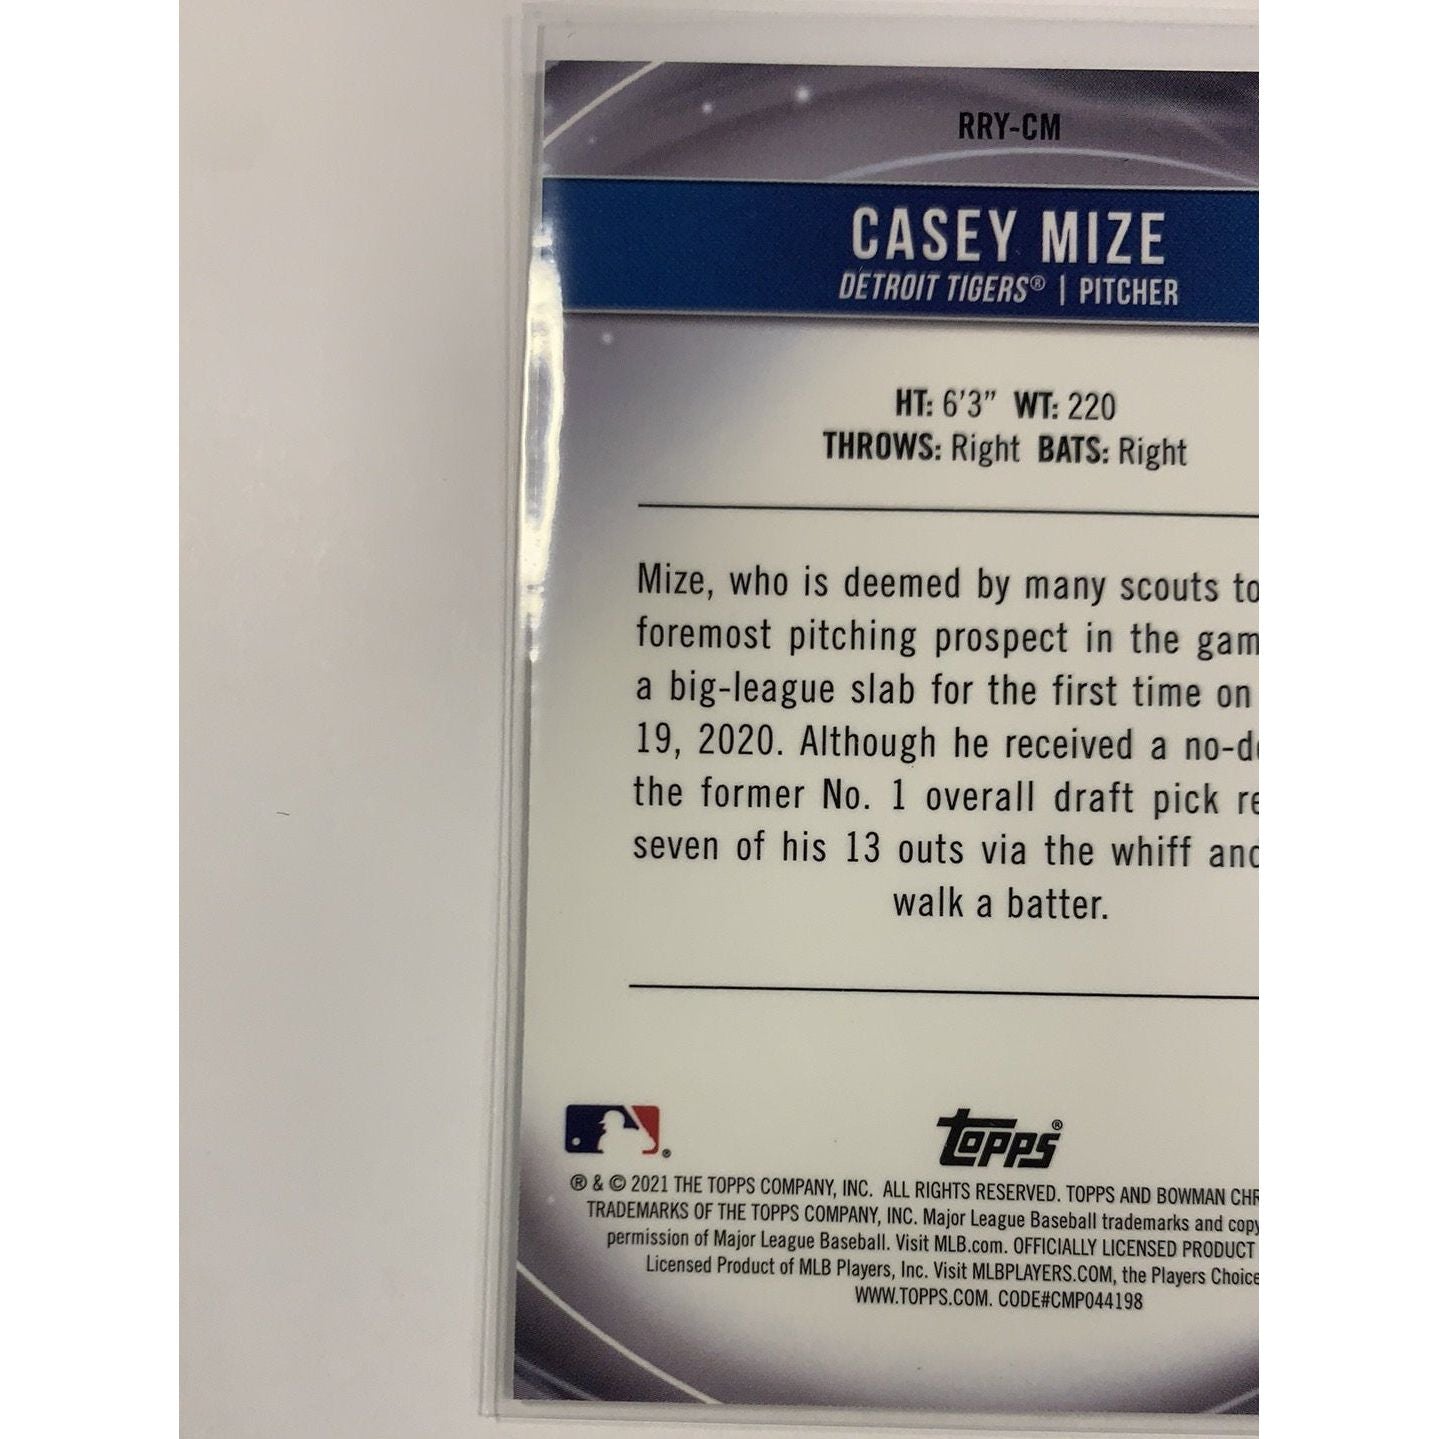 RRY-CM
CASEY MIZE
DETROIT TIGERS® | PITCHER
HT: 6'3” WT: 220
THROWS: Right BATS: Right
Mize, who is deemed by many scouts to
foremost pitching prospect in the gam
a big-league slab for the first time on
19, 2020. Although he received a no-d
the former No. 1 overall draft pick re
seven of his 13 outs via the whiff and
walk a batter.
topps®
® & © 2021 THE TOPPS COMPANY, INC. ALL RIGHTS RESERVED. TOPPS AND BOWMAN CHR
TRADEMARKS OF THE TOPPS COMPANY, INC. Major League Baseball trademarks and copy
permission of Major League Baseball. Visit MLB.com. OFFICIALLY LICENSED PRODUCT
Licensed Product of MLB Players, Inc. Visit MLBPLAYERS.COM, the Players Choice
WWW.TOPPS.COM. CODE#CMP044198